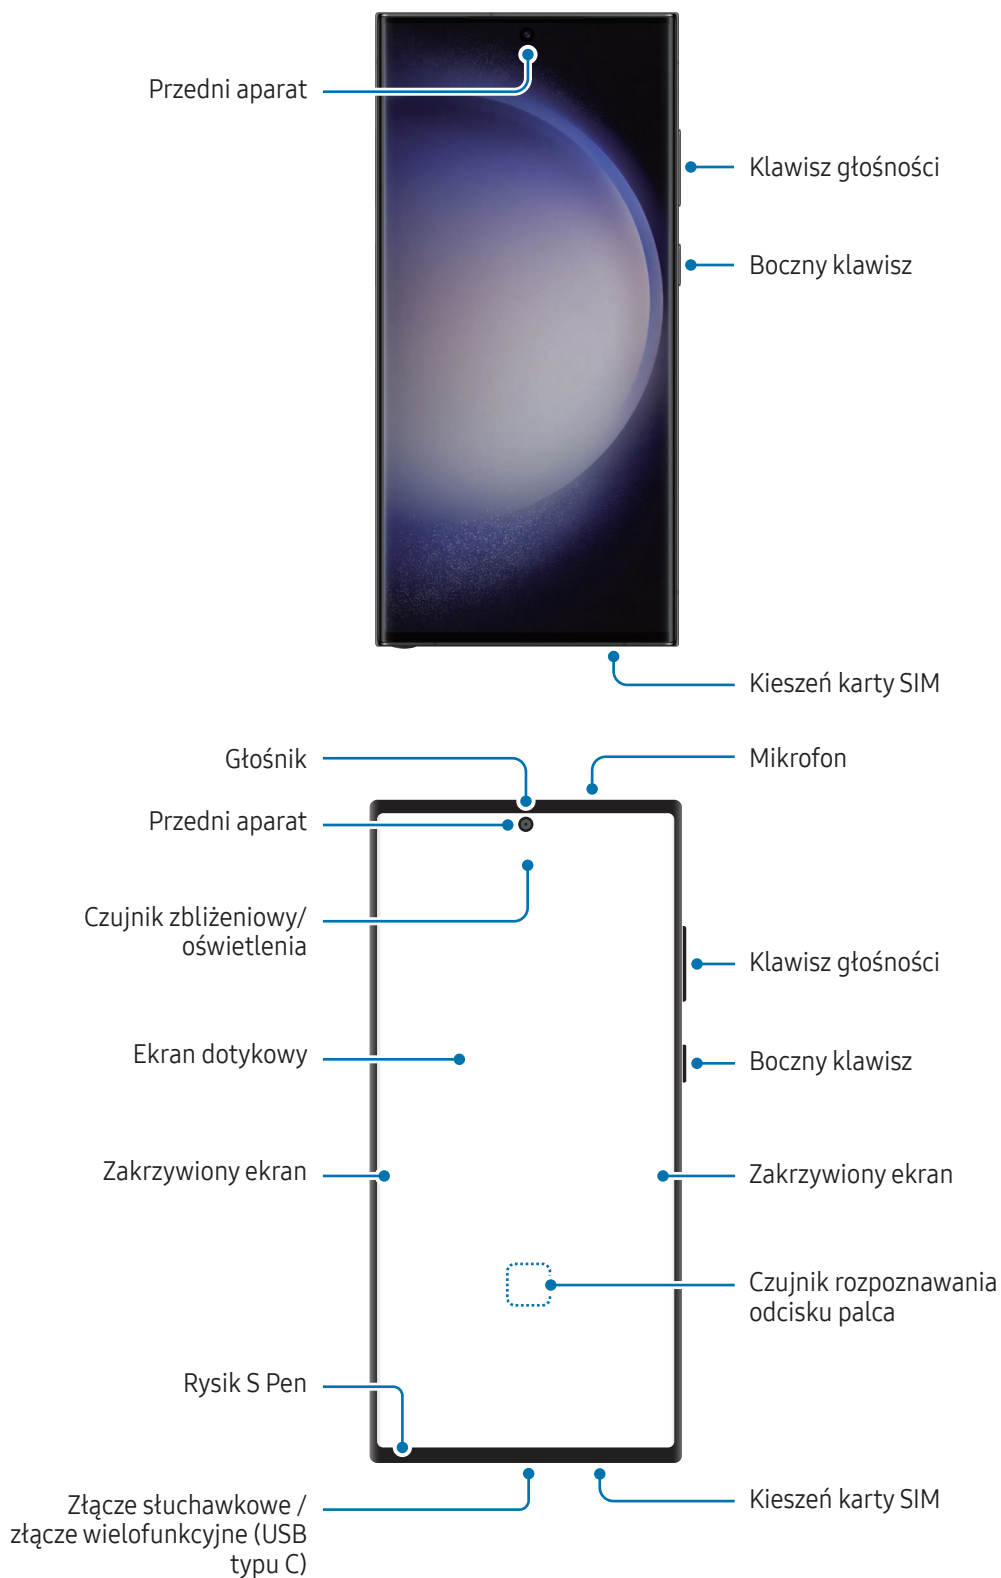 Przedni aparat
Klawisz głośności
Boczny klawisz
Kieszeń karty SIM
Głośnik
Mikrofon
Przedni aparat
Czujnik zbliżeniowy/
oświetlenia
Klawisz głośności
Ekran dotykowy
Boczny klawisz
Zakrzywiony ekran
Zakrzywiony ekran
Czujnik rozpoznawania
odcisku palca
Rysik S Pen
Złącze słuchawkowe /
złącze wielofunkcyjne (USB
typu C)
Kieszeń karty SIM